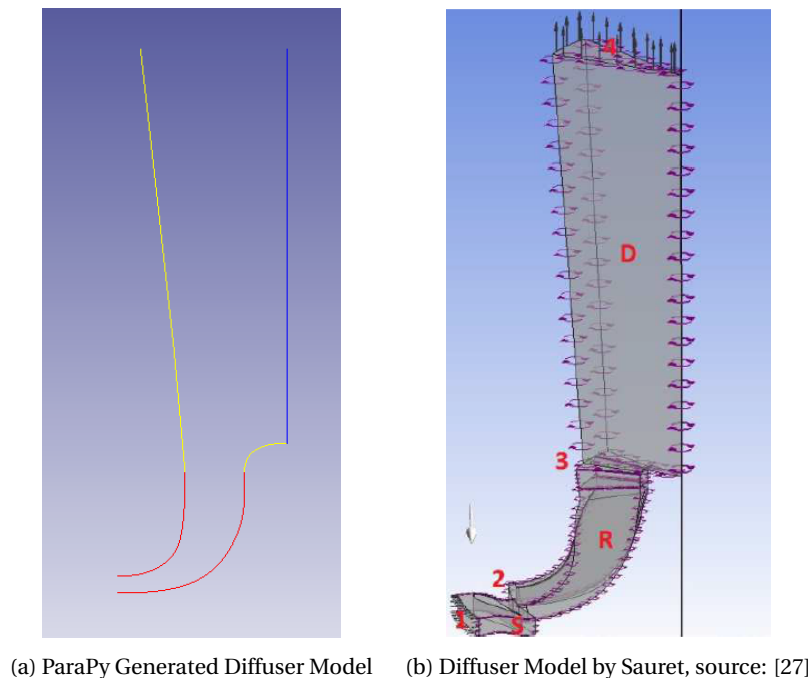 4
D
3
R
2
1
S
(a) ParaPy Generated Diffuser Model
(b) Diffuser Model by Sauret, source: [27]